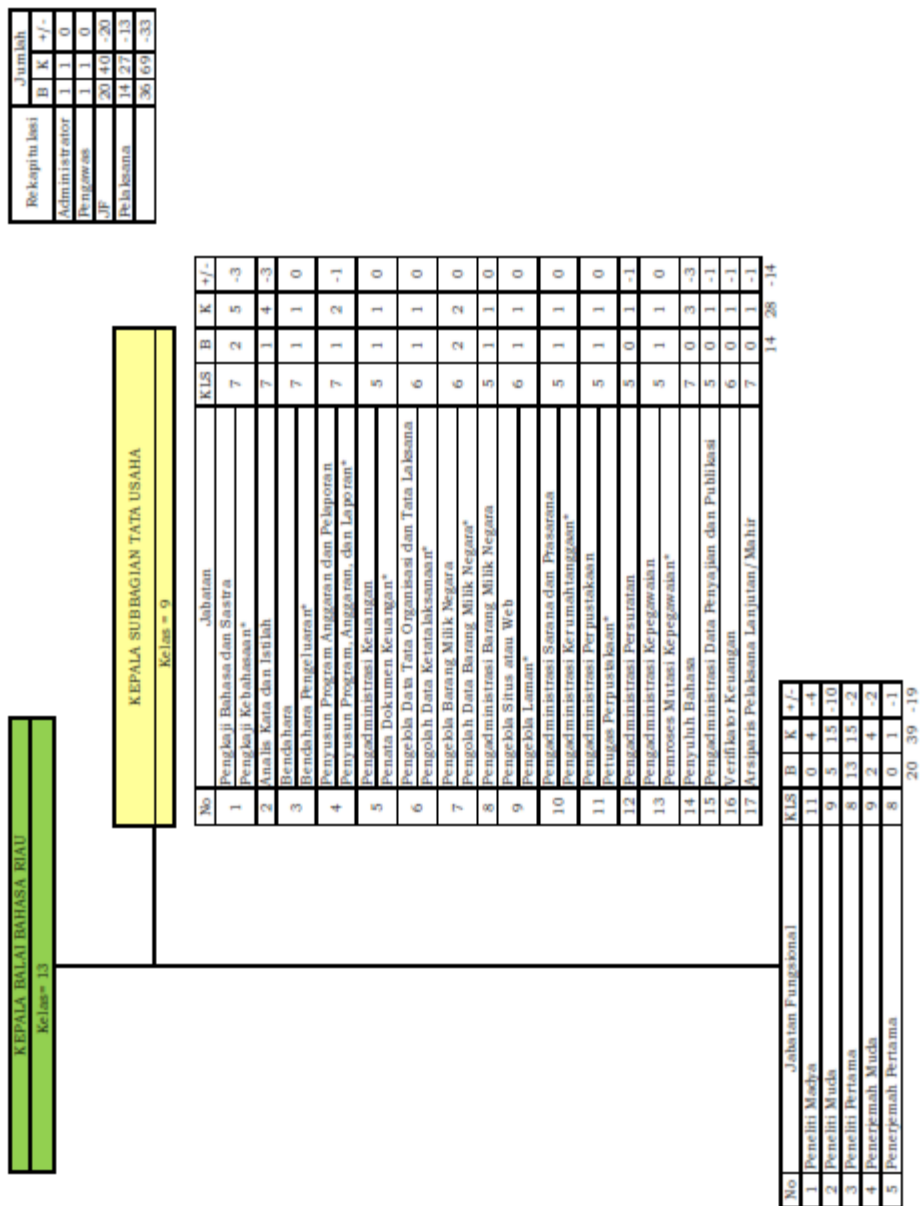 KEPALA BALAI BAHASA RIAU
Kelas= 13
Rekapitulasi Jumlah
B K +/-
Administrator 1 1 0
Pengawas 1 1 0
JF 20 40 -20
Pelaksana 14 27 -13
36 69 -33
KEPALA SUBBAGIAN TATA USAHA
Kelas = 9
No Jabatan KLS B K +/-
1 Pengkaji Bahasa dan Sastra 7 2 5 -3
Pengkaji Kebahasaan*
2 Analis Kata dan Istilah 7 1 4 -3
3 Bendahara 7 1 1 0
Bendahara Pengeluaran*
4 Penyusun Program Anggaran dan Pelaporan 7 1 2 -1
Penyusun Program, Anggaran, dan Laporan*
5 Pengadministrasi Keuangan 5 1 1 0
Penata Dokumen Keuangan*
6 Pengelola Data Tata Organisasi dan Tata Laksana 6 1 1 0
Pengolah Data Ketatalaksanaan*
7 Pengelola Barang Milik Negara 6 2 2 0
Pengolah Data Barang Milik Negara*
8 Pengadministrasi Barang Milik Negara 5 1 1 0
9 Pengelola Situs atau Web 6 1 1 0
Pengelola Laman*
10 Pengadministrasi Sarana dan Prasarana 5 1 1 0
Pengadministrasi Kerumahtanggaan*
11 Pengadministrasi Perpustakaan 5 1 1 0
Petugas Perpustakaan*
12 Pengadministrasi Persuratan 5 0 1 -1
13 Pengadministrasi Kepegawaian 5 1 1 0
Pemroses Mutasi Kepegawaian*
14 Penyuluh Bahasa 7 0 3 -3
15 Pengadministrasi Data Penyajian dan Publikasi 5 0 1 -1
16 Verifikator Keuangan 6 0 1 -1
17 Arsiparis Pelaksana Lanjutan/Mahir 7 0 1 -1
14 28 -14
No Jabatan Fungsional KLS B K +/-
1 Peneliti Madya 11 0 4 -4
2 Peneliti Muda 9 5 15 -10
3 Peneliti Pertama 8 13 15 -2
4 Penerjemah Muda 9 2 4 -2
5 Penerjemah Pertama 8 0 1 -1
20 39 -19